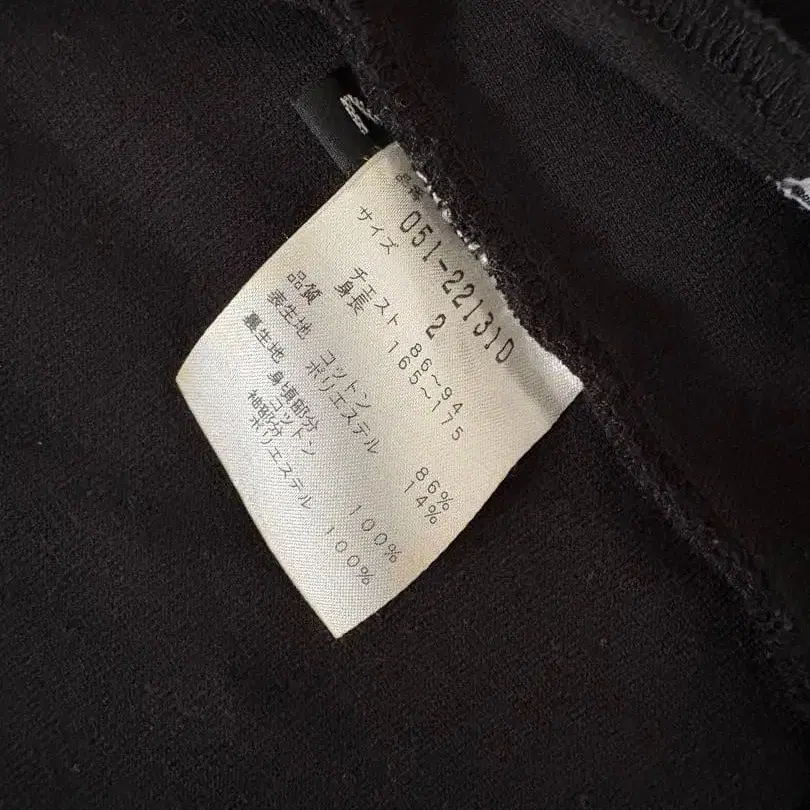 品番 051-221310
サイズ 2
チェスト 86~94
身長 165~175
品質
表生地 コットン 86%
ポリエステル 14%
裏生地 身頃部分
コットン 100%
袖部分
ポリエステル 100%